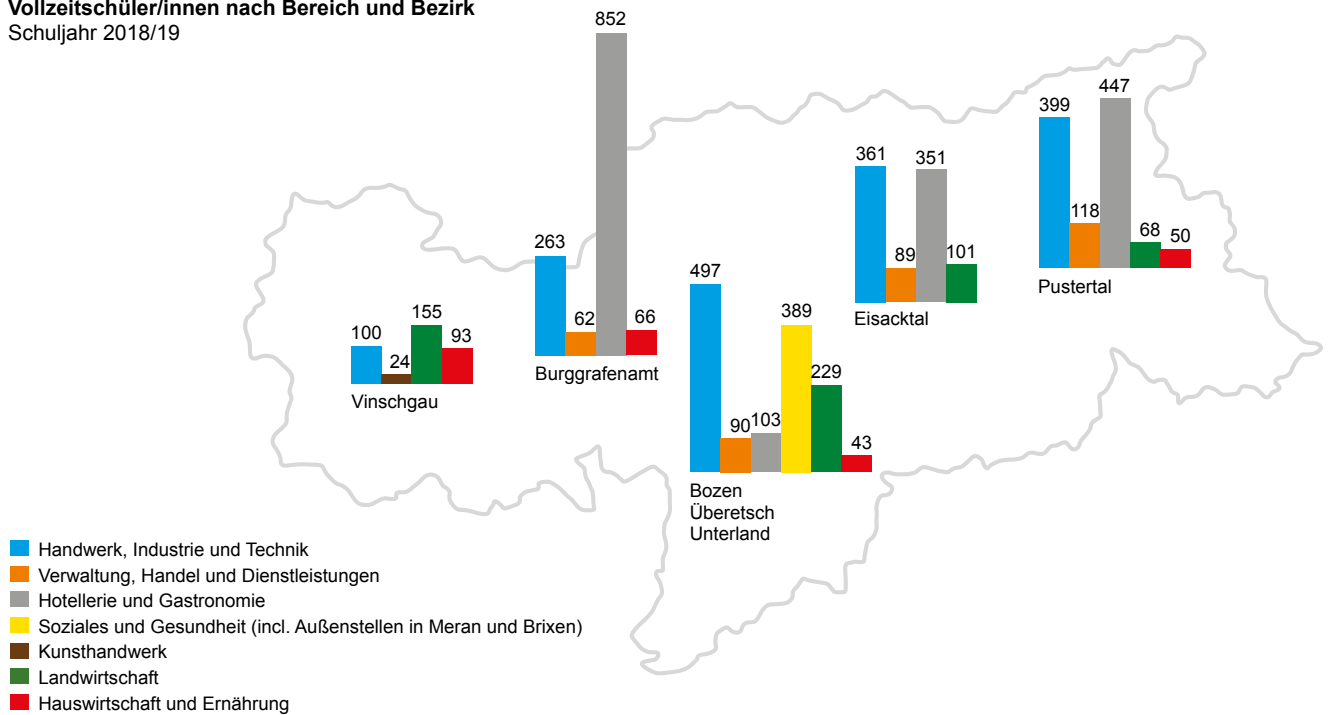 Vollzeitschüler/innen nach Bereich und Bezirk
Schuljahr 2018/19
100
24
155
93
Vinschgau
263
62
852
66
Burggrafenamt
497
90
103
389
229
43
Bozen
Überetsch
Unterland
361
89
351
101
Eisacktal
399
118
447
68
50
Pustertal
Handwerk, Industrie und Technik
Verwaltung, Handel und Dienstleistungen
Hotellerie und Gastronomie
Soziales und Gesundheit (incl. Außenstellen in Meran und Brixen)
Kunsthandwerk
Landwirtschaft
Hauswirtschaft und Ernährung